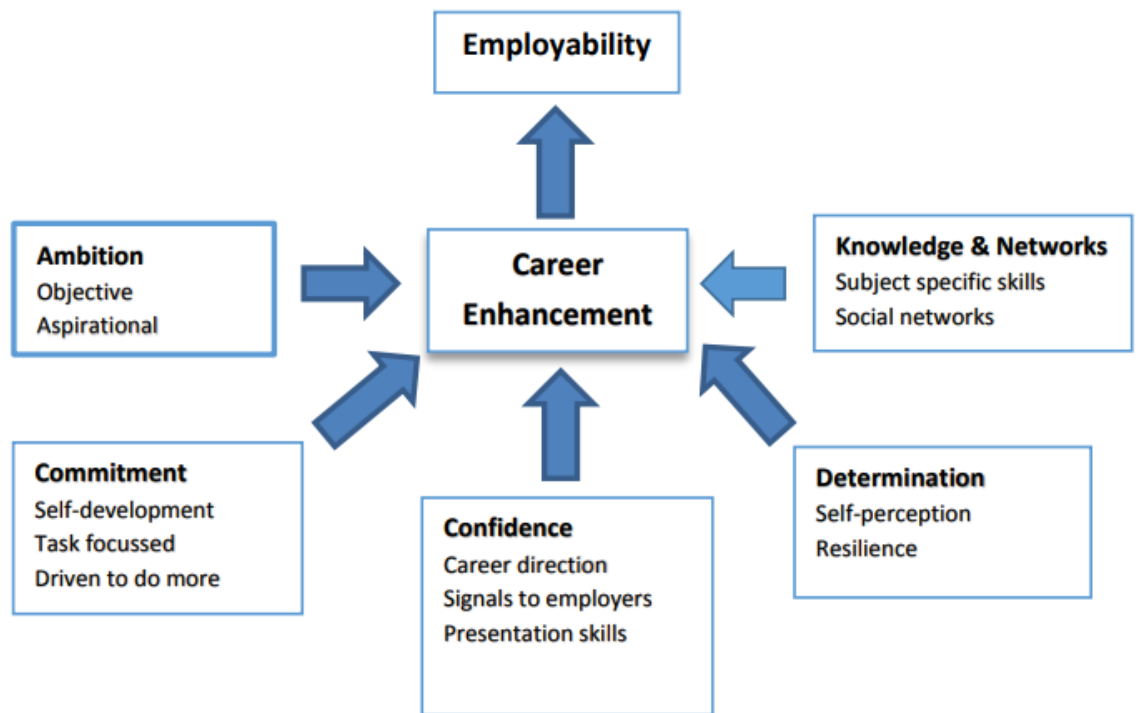 Employability
Career
Enhancement
Ambition
Objective
Aspirational
Knowledge & Networks
Subject specific skills
Social networks
Commitment
Self-development
Task focussed
Driven to do more
Confidence
Career direction
Signals to employers
Presentation skills
Determination
Self-perception
Resilience